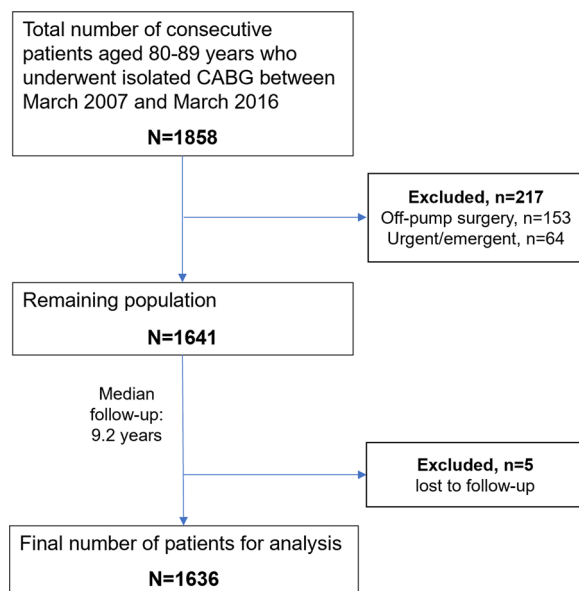 Total number of consecutive
patients aged 80-89 years who
underwent isolated CABG between
March 2007 and March 2016
N=1858
Excluded, n=217
Off-pump surgery, n=153
Urgent/emergent, n=64
Remaining population
N=1641
Median
follow-up:
9.2 years
Excluded, n=5
lost to follow-up
Final number of patients for analysis
N=1636